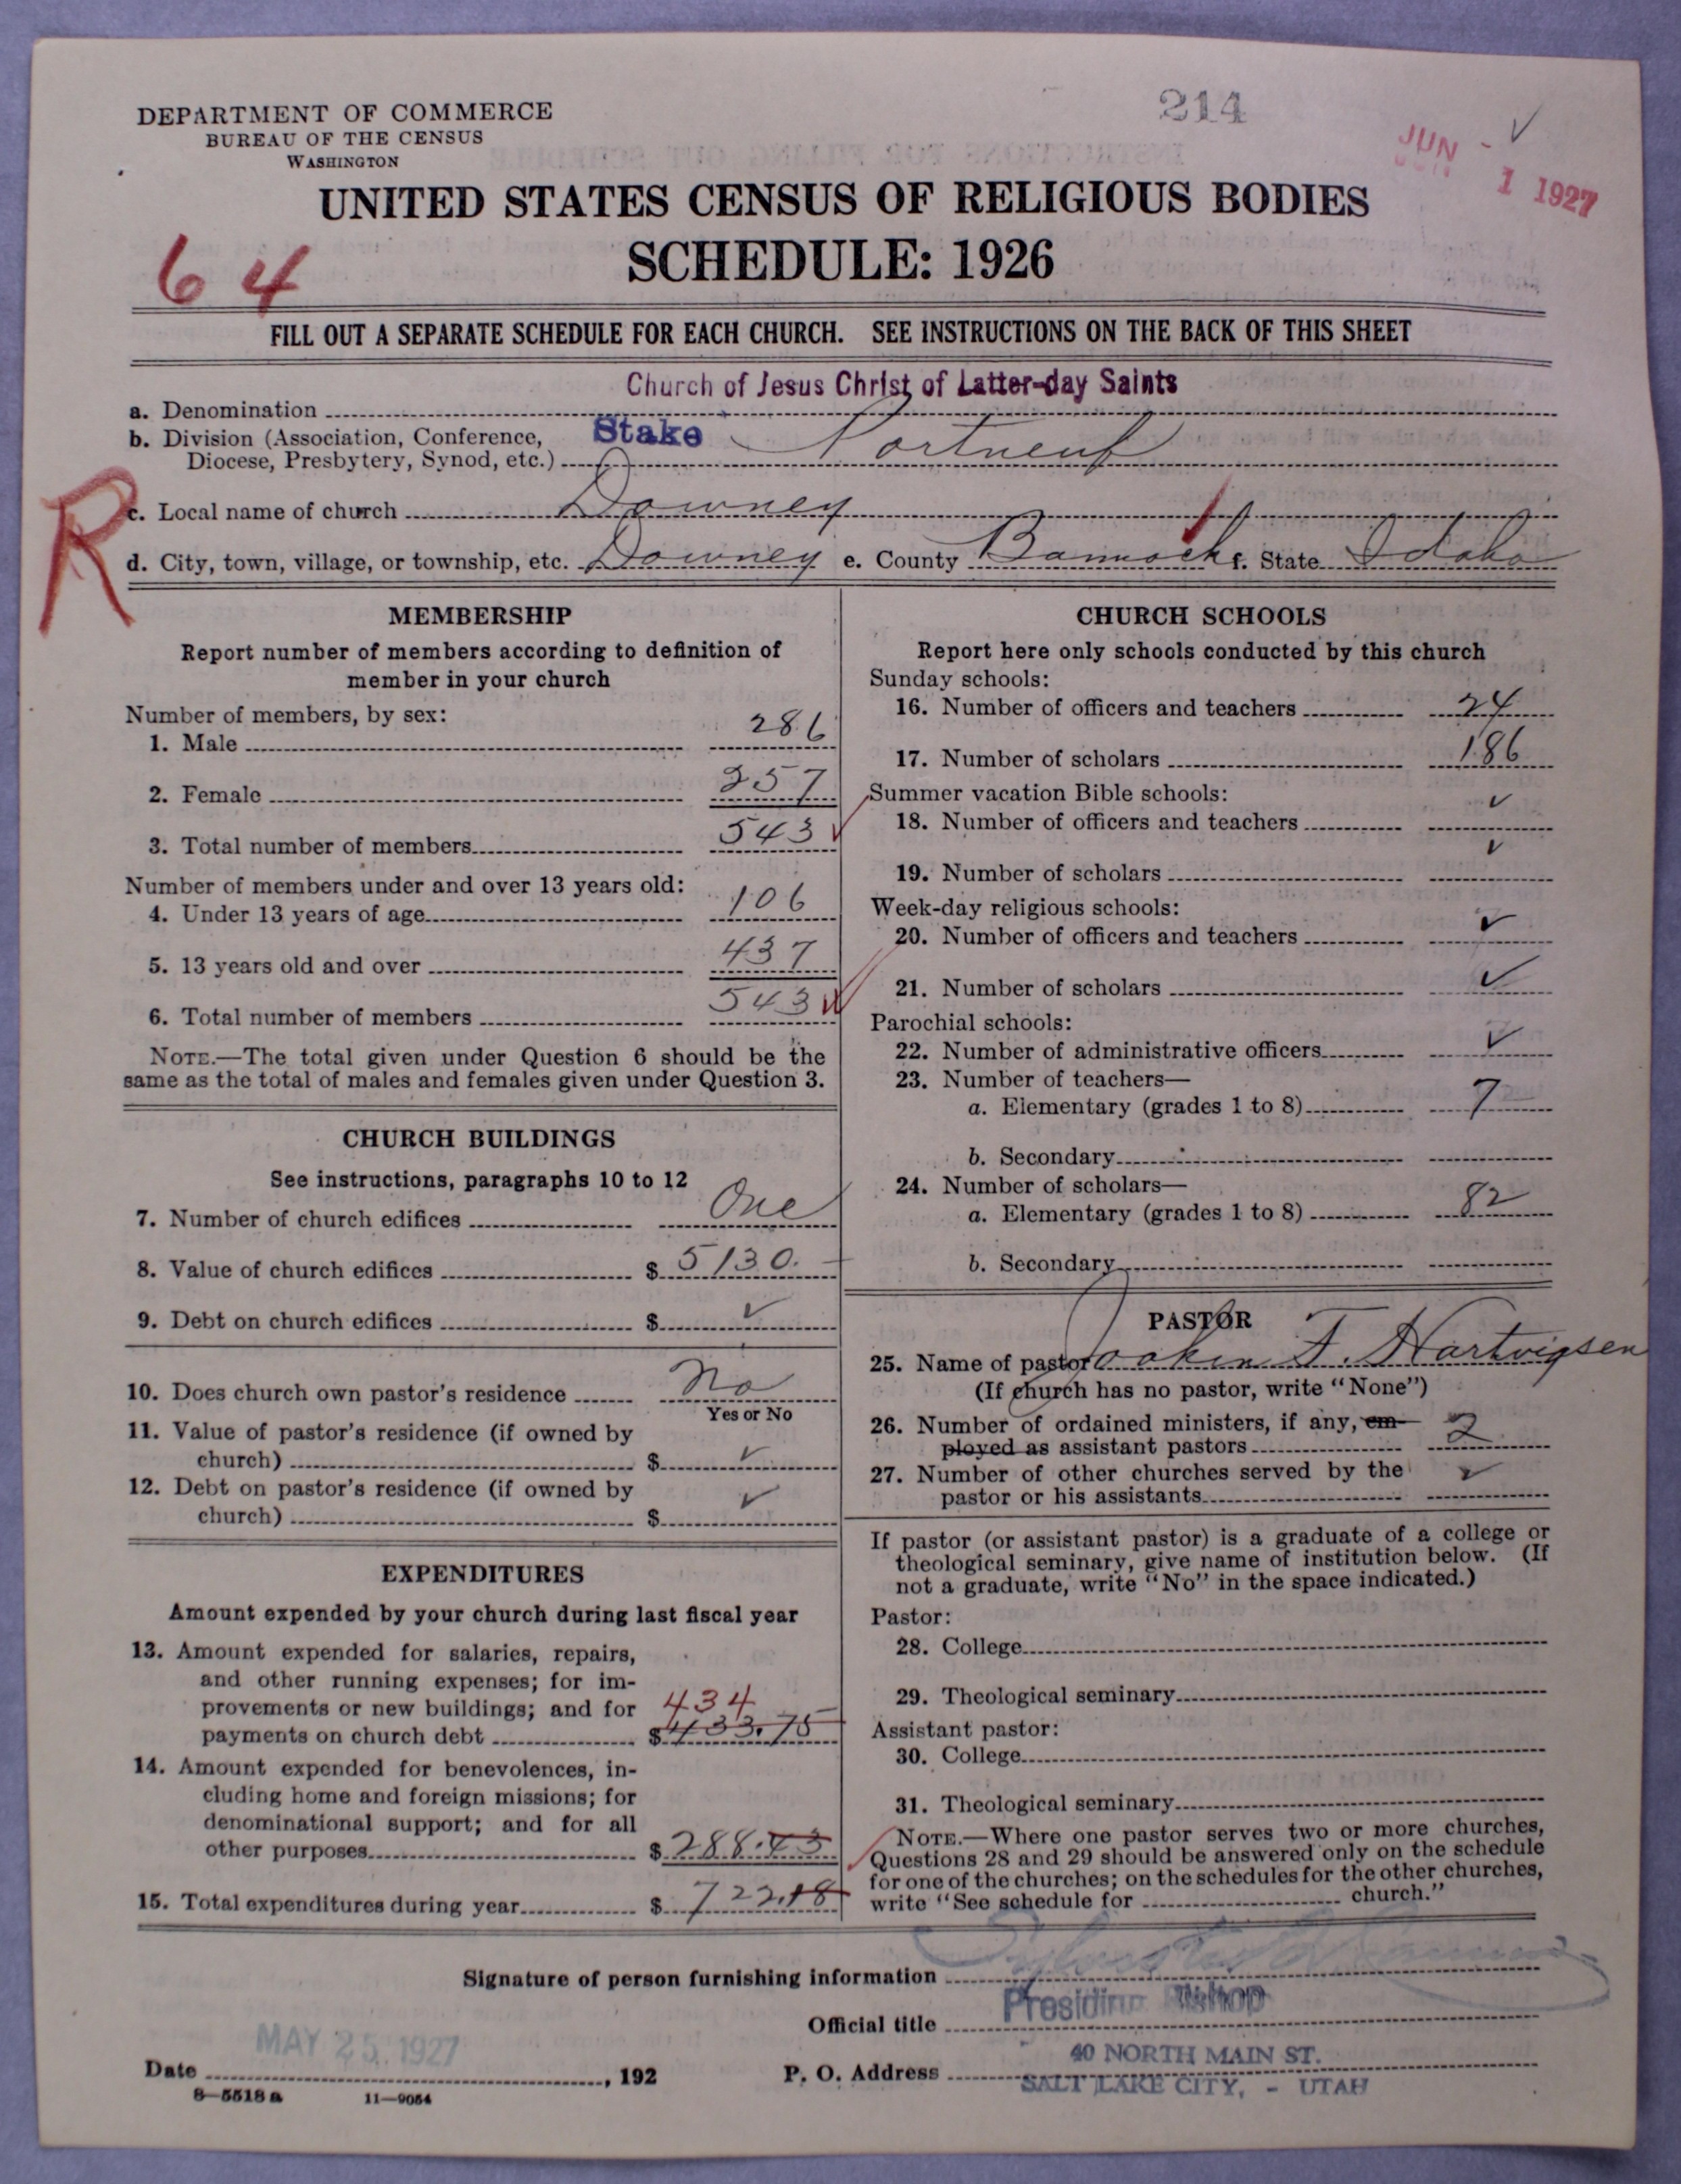 DEPARTMENT OF COMMERCE
BUREAU OF THE CENSUS
WASHINGTON
214
JUN - 1 1927
UNITED STATES CENSUS OF RELIGIOUS BODIES
SCHEDULE: 1926
64
FILL OUT A SEPARATE SCHEDULE FOR EACH CHURCH. SEE INSTRUCTIONS ON THE BACK OF THIS SHEET
a. Denomination Church of Jesus Christ of Latter-day Saints
b. Division (Association, Conference,
Diocese, Presbytery, Synod, etc.) Stake Portneuf
R
c. Local name of church Downey
d. City, town, village, or township, etc. Downey e. County Bannock f. State Idaho
MEMBERSHIP
Report number of members according to definition of
member in your church
Number of members, by sex:
1. Male 286
2. Female 257
3. Total number of members 543 ✓
Number of members under and over 13 years old:
4. Under 13 years of age 106
5. 13 years old and over 437
6. Total number of members 543 ✓
NOTE.—The total given under Question 6 should be the
same as the total of males and females given under Question 3.
CHURCH BUILDINGS
See instructions, paragraphs 10 to 12
7. Number of church edifices One
8. Value of church edifices $ 5130.
9. Debt on church edifices $ ✓
10. Does church own pastor's residence No
Yes or No
11. Value of pastor's residence (if owned by
church) $ ✓
12. Debt on pastor's residence (if owned by
church) $ ✓
EXPENDITURES
Amount expended by your church during last fiscal year
13. Amount expended for salaries, repairs,
and other running expenses; for im-
provements or new buildings; and for 434
payments on church debt $ 433.75
14. Amount expended for benevolences, in-
cluding home and foreign missions; for
denominational support; and for all
other purposes $ 288.43
15. Total expenditures during year $ 722.18
CHURCH SCHOOLS
Report here only schools conducted by this church
Sunday schools:
16. Number of officers and teachers 24
17. Number of scholars 186
Summer vacation Bible schools:
18. Number of officers and teachers ✓
19. Number of scholars ✓
Week-day religious schools:
20. Number of officers and teachers ✓
21. Number of scholars ✓
Parochial schools:
22. Number of administrative officers ✓
23. Number of teachers—
a. Elementary (grades 1 to 8) 7
b. Secondary
24. Number of scholars—
a. Elementary (grades 1 to 8) 82
b. Secondary
PASTOR
25. Name of pastor Joaken F. Hartvigsen
(If church has no pastor, write "None")
26. Number of ordained ministers, if any, em-
ployed as assistant pastors 2
27. Number of other churches served by the
pastor or his assistants ✓
If pastor (or assistant pastor) is a graduate of a college or
theological seminary, give name of institution below. (If
not a graduate, write "No" in the space indicated.)
Pastor:
28. College
29. Theological seminary
Assistant pastor:
30. College
31. Theological seminary
NOTE.—Where one pastor serves two or more churches,
Questions 28 and 29 should be answered only on the schedule
for one of the churches; on the schedules for the other churches,
write "See schedule for church."
Signature of person furnishing information
Official title Presiding Bishop
Date MAY 25 1927, 192
P. O. Address 40 NORTH MAIN ST.
SALT LAKE CITY, - UTAH
8—5518 a 11—9054